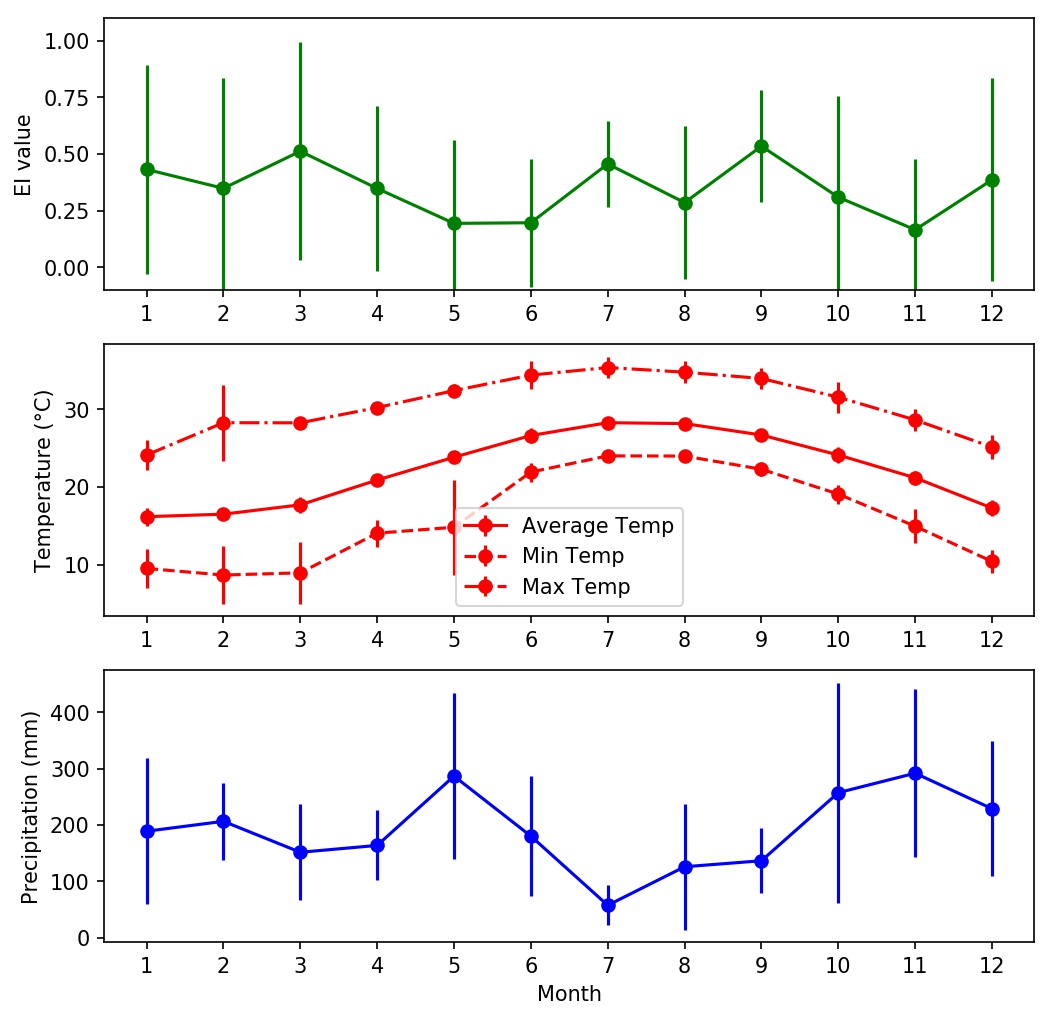 EI value
1.00
0.75
0.50
0.25
0.00
1 2 3 4 5 6 7 8 9 10 11 12
Temperature (°C)
30
20
10
Average Temp
Min Temp
Max Temp
1 2 3 4 5 6 7 8 9 10 11 12
Precipitation (mm)
400
300
200
100
0
1 2 3 4 5 6 7 8 9 10 11 12
Month